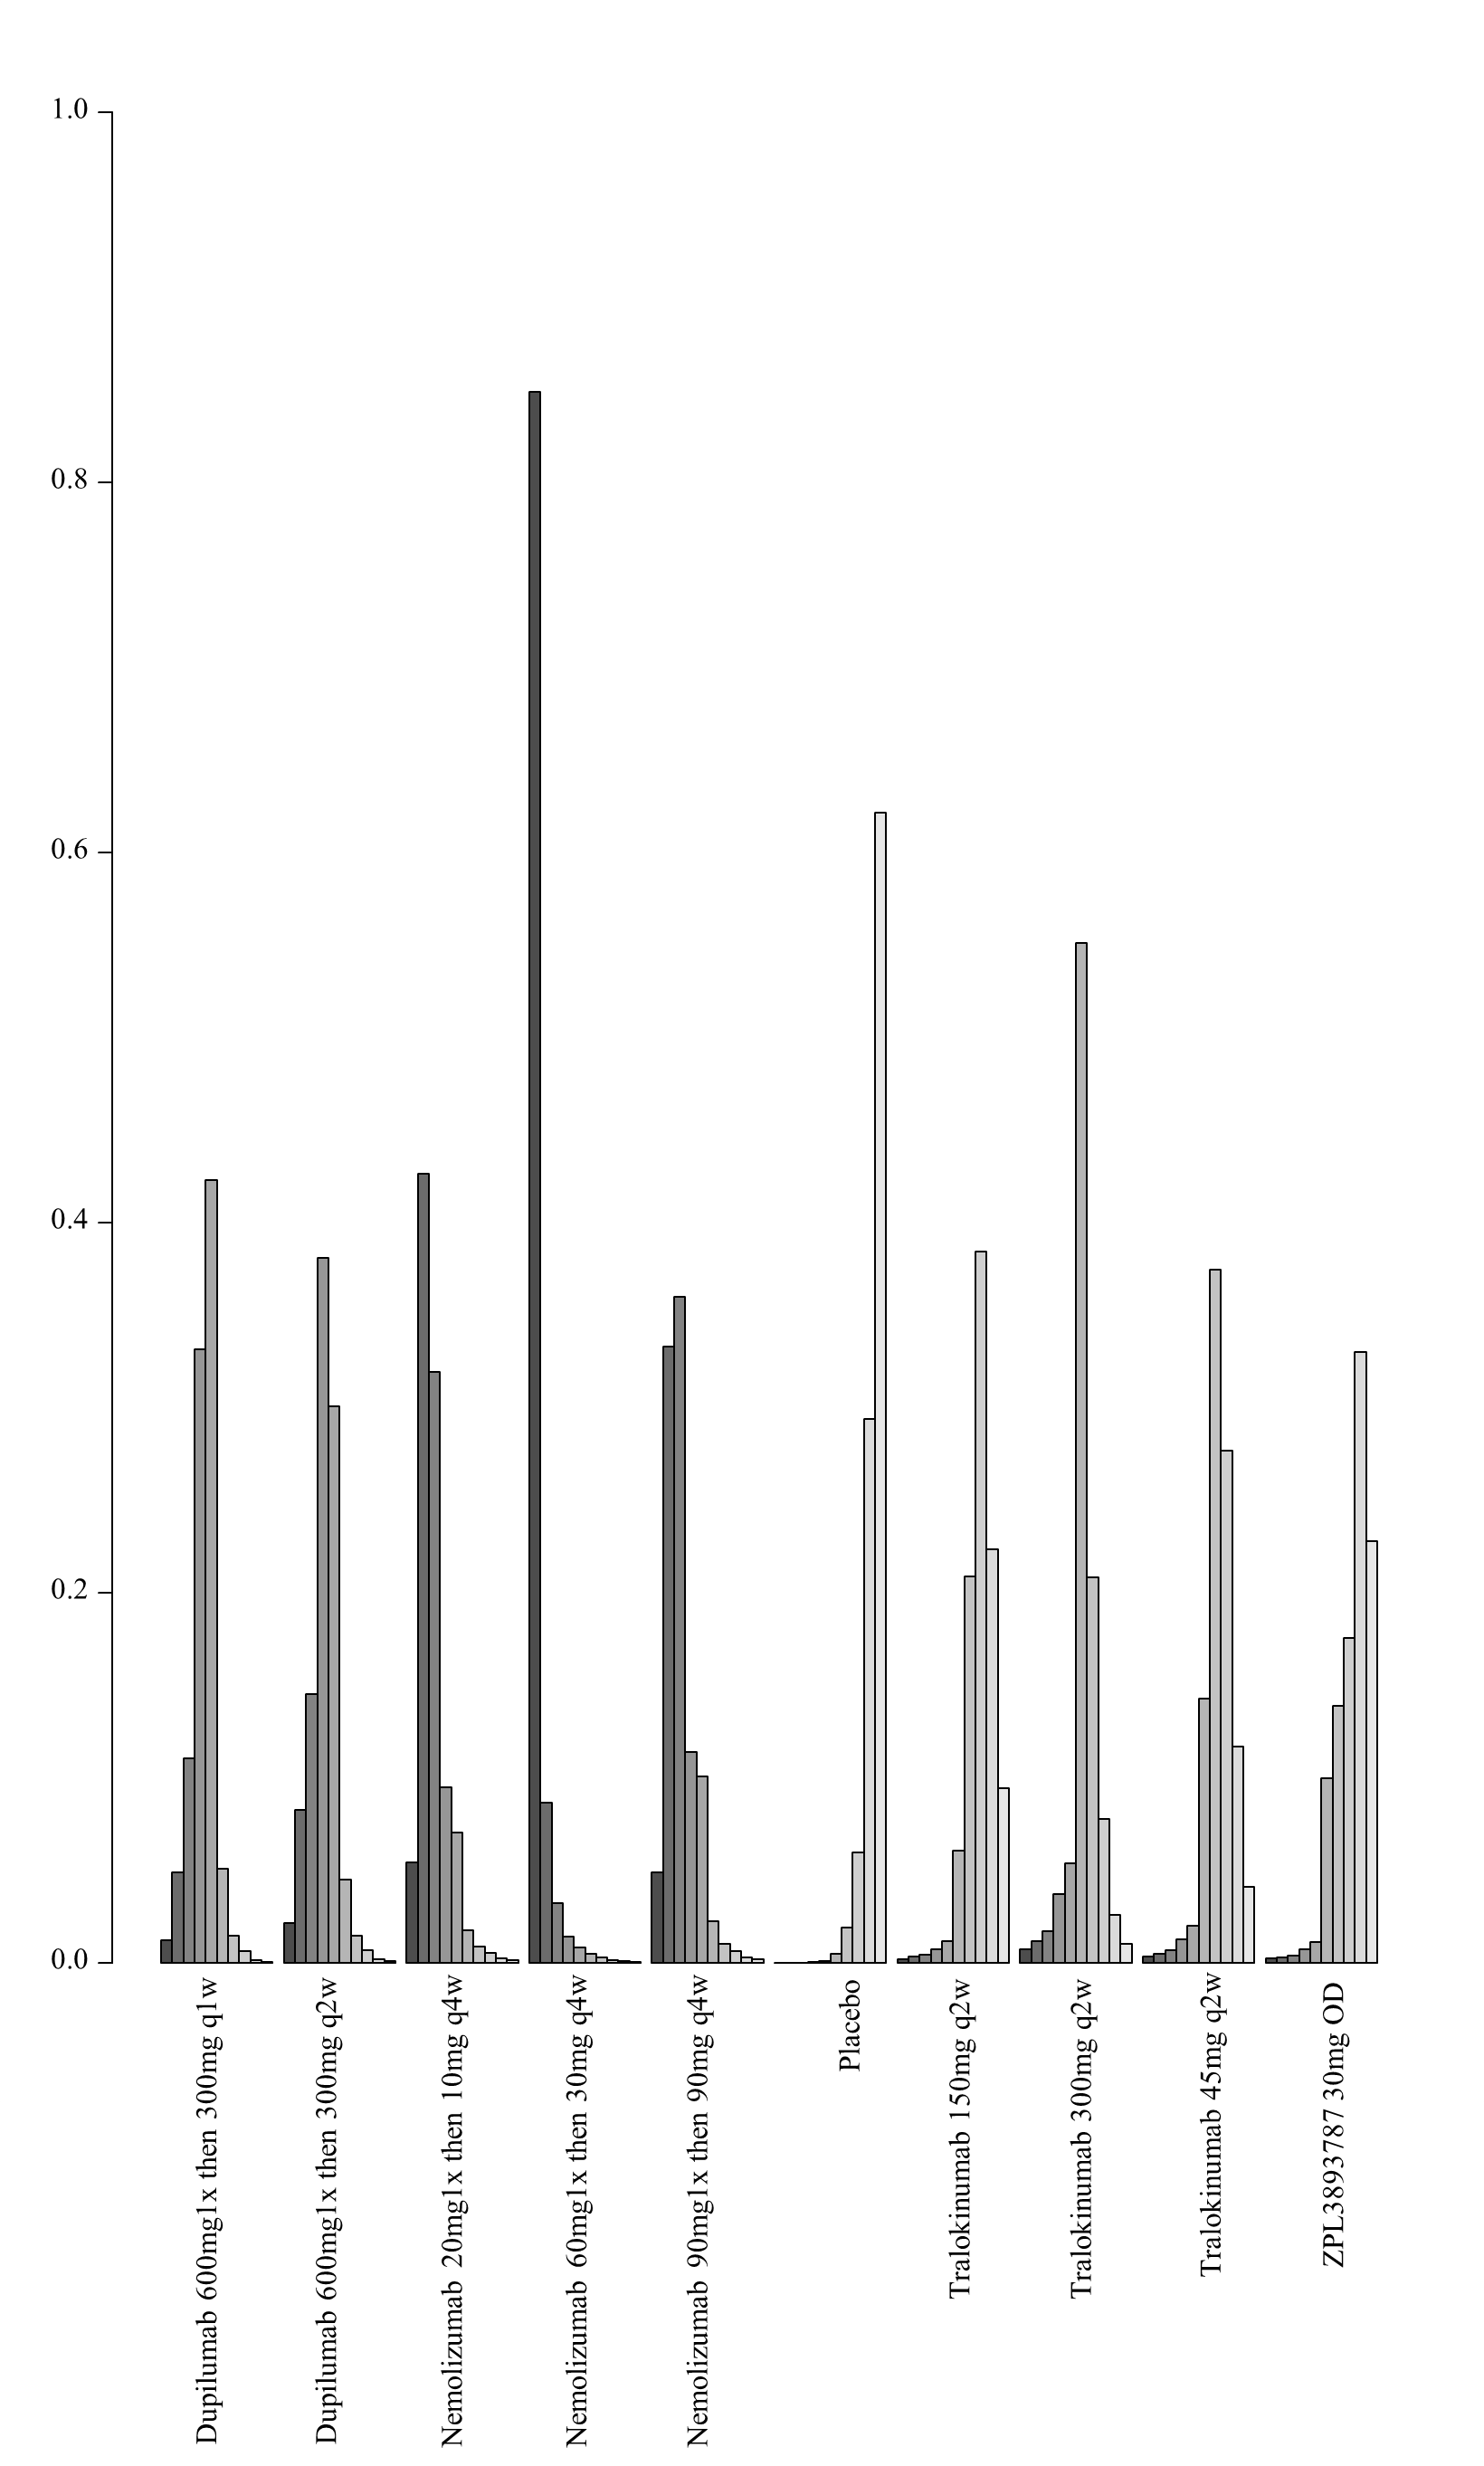 1.0
0.8
0.6
0.4
0.2
0.0
Dupilumab 600mg1x then 300mg q1w
Dupilumab 600mg1x then 300mg q2w
Nemolizumab 20mg1x then 10mg q4w
Nemolizumab 60mg1x then 30mg q4w
Nemolizumab 90mg1x then 90mg q4w
Placebo
Tralokinumab 150mg q2w
Tralokinumab 300mg q2w
Tralokinumab 45mg q2w
ZPL3893787 30mg OD